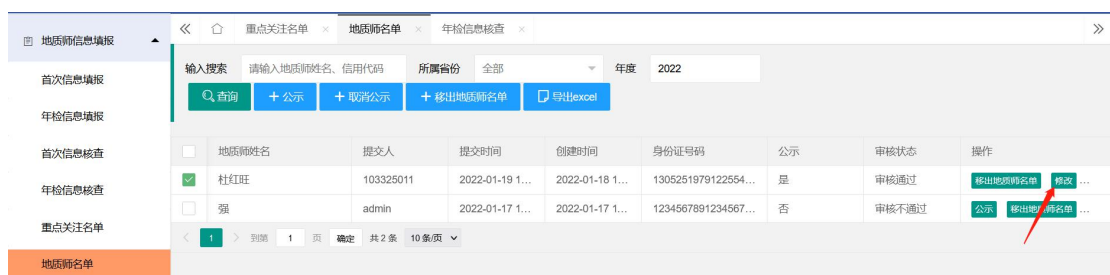 地质师信息填报
重点关注名单 × 地质师名单 × 年检信息核查 ×
首次信息填报
年检信息填报
首次信息核查
年检信息核查
重点关注名单
地质师名单
输入搜索 请输入地质师姓名、信用代码 所属省份 全部 年度 2022
查询 + 公示 + 取消公示 + 移出地质师名单 导出excel
地质师姓名 提交人 提交时间 创建时间 身份证号码 公示 审核状态 操作
杜红旺 103325011 2022-01-19 1... 2022-01-18 1... 1305251979122554... 是 审核通过 移出地质师名单 修改 ...
强 admin 2022-01-17 1... 2022-01-17 1... 1234567891234567... 否 审核不通过 公示 移出地质师名单 ...
< 1 > 到第 1 页 确定 共 2 条 10 条/页